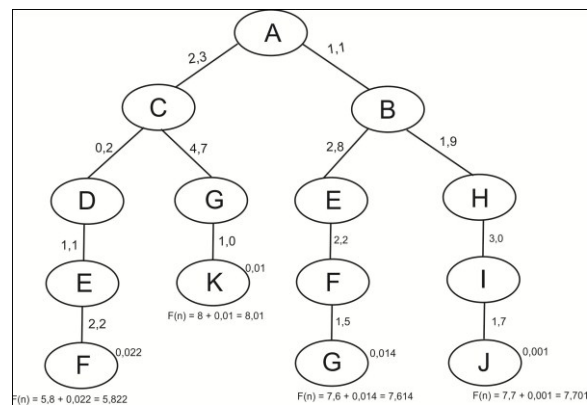 A
2,3
1,1
C
B
0,2
4,7
2,8
1,9
D
G
E
H
1,1
1,0
2,2
3,0
E
K
0,01
F
I
F(n) = 8 + 0,01 = 8,01
2,2
1,5
1,7
F
0,022
G
0,014
J
0,001
F(n) = 5,8 + 0,022 = 5,822
F(n) = 7,6 + 0,014 = 7,614
F(n) = 7,7 + 0,001 = 7,701